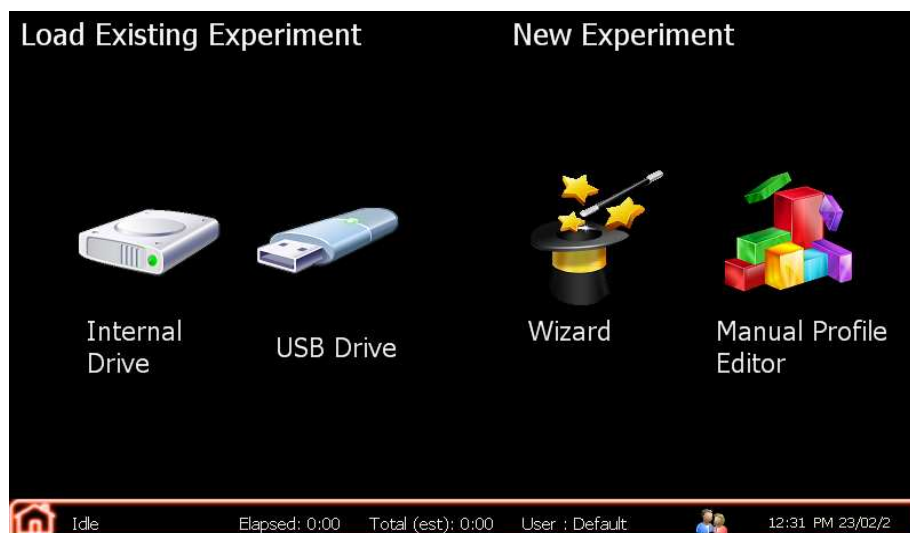 Load Existing Experiment
New Experiment
Internal
Drive
USB Drive
Wizard
Manual Profile
Editor
Idle Elapsed: 0:00 Total (est): 0:00 User : Default 12:31 PM 23/02/2